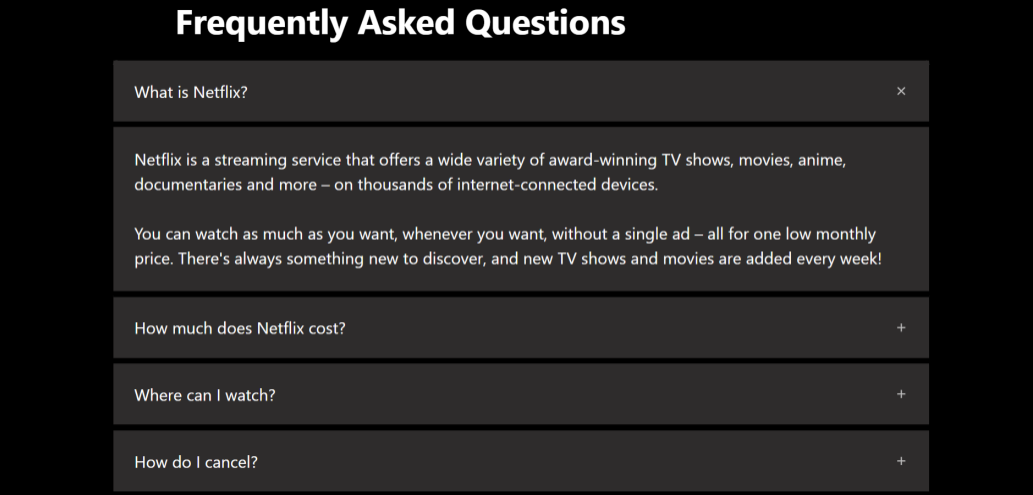 Frequently Asked Questions
What is Netflix?
Netflix is a streaming service that offers a wide variety of award-winning TV shows, movies, anime,
documentaries and more – on thousands of internet-connected devices.
You can watch as much as you want, whenever you want, without a single ad – all for one low monthly
price. There's always something new to discover, and new TV shows and movies are added every week!
How much does Netflix cost?
Where can I watch?
How do I cancel?